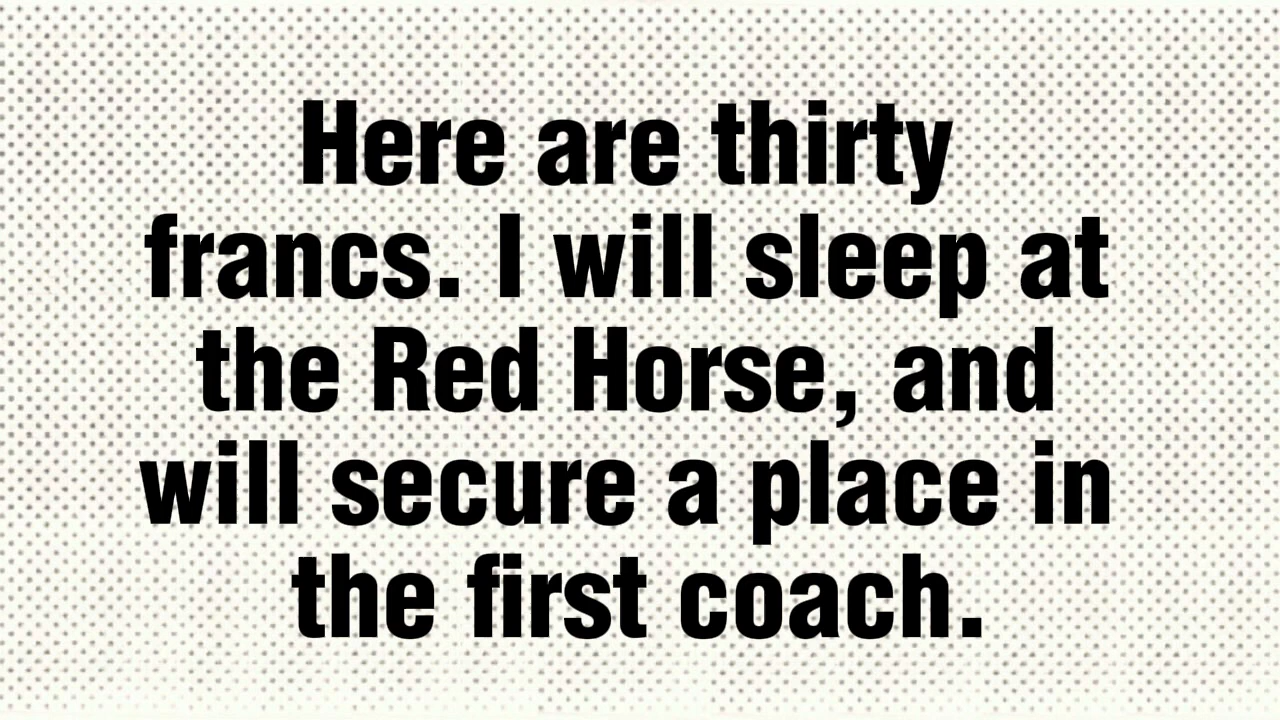 Here are thirty
francs. I will sleep at
the Red Horse, and
will secure a place in
the first coach.